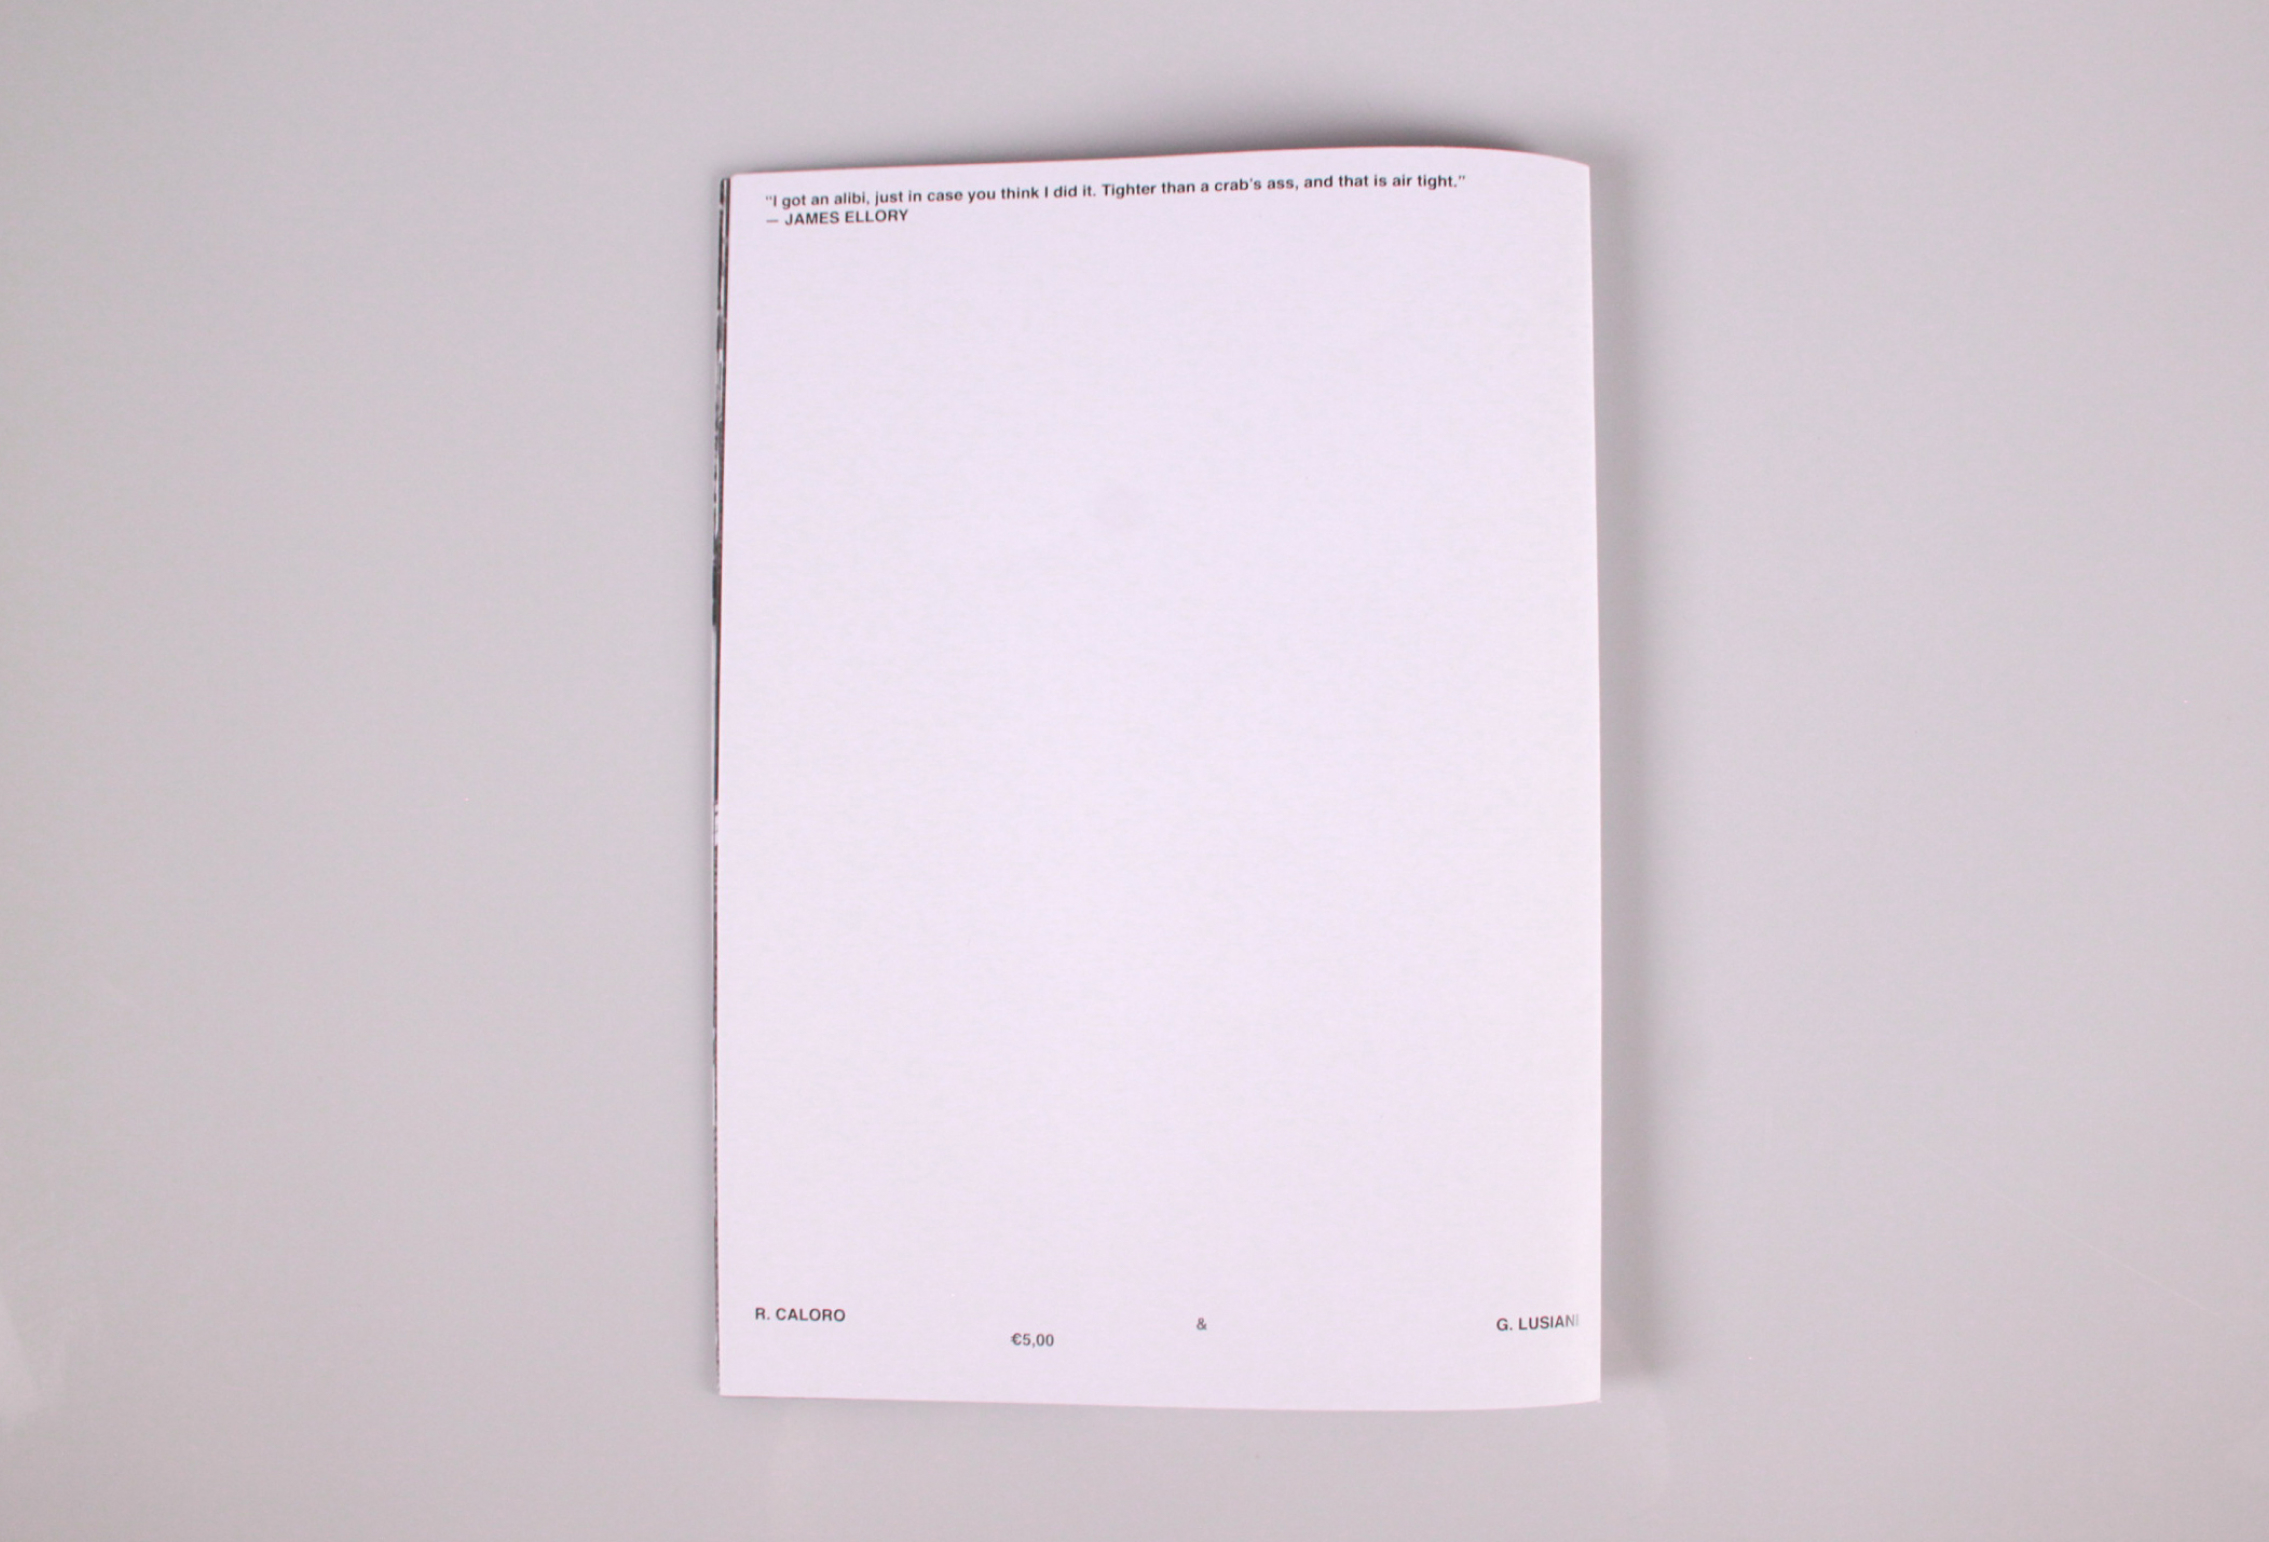 "I got an alibi, just in case you think I did it. Tighter than a crab's ass, and that is air tight."
— JAMES ELLORY
R. CALORO & G. LUSIANI
€5,00